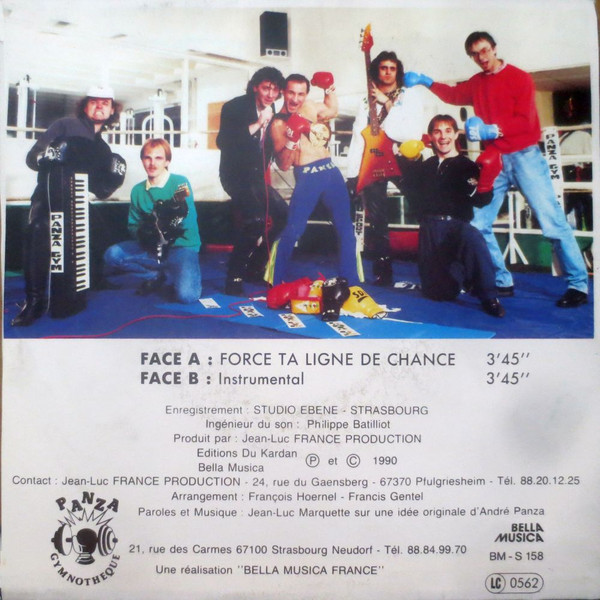 PANZA GYM
PANZA
PANZA GYM
FACE A : FORCE TA LIGNE DE CHANCE 3'45''
FACE B : Instrumental 3'45''
Enregistrement : STUDIO EBENE - STRASBOURG
Ingénieur du son : Philippe Batilliot
Produit par : Jean-Luc FRANCE PRODUCTION
Editions Du Kardan
Bella Musica
Ⓟ et © 1990
Contact : Jean-Luc FRANCE PRODUCTION - 24, rue du Gaensberg - 67370 Pfulgriesheim - Tél. 88.20.12.25
Arrangement : François Hoernel - Francis Gentel
Paroles et Musique : Jean-Luc Marquette sur une idée originale d'André Panza
PANZA
GYMNOTHEQUE
21, rue des Carmes 67100 Strasbourg Neudorf - Tél. 88.84.99.70
Une réalisation "BELLA MUSICA FRANCE"
BELLA
MUSICA
BM - S 158
LC 0562